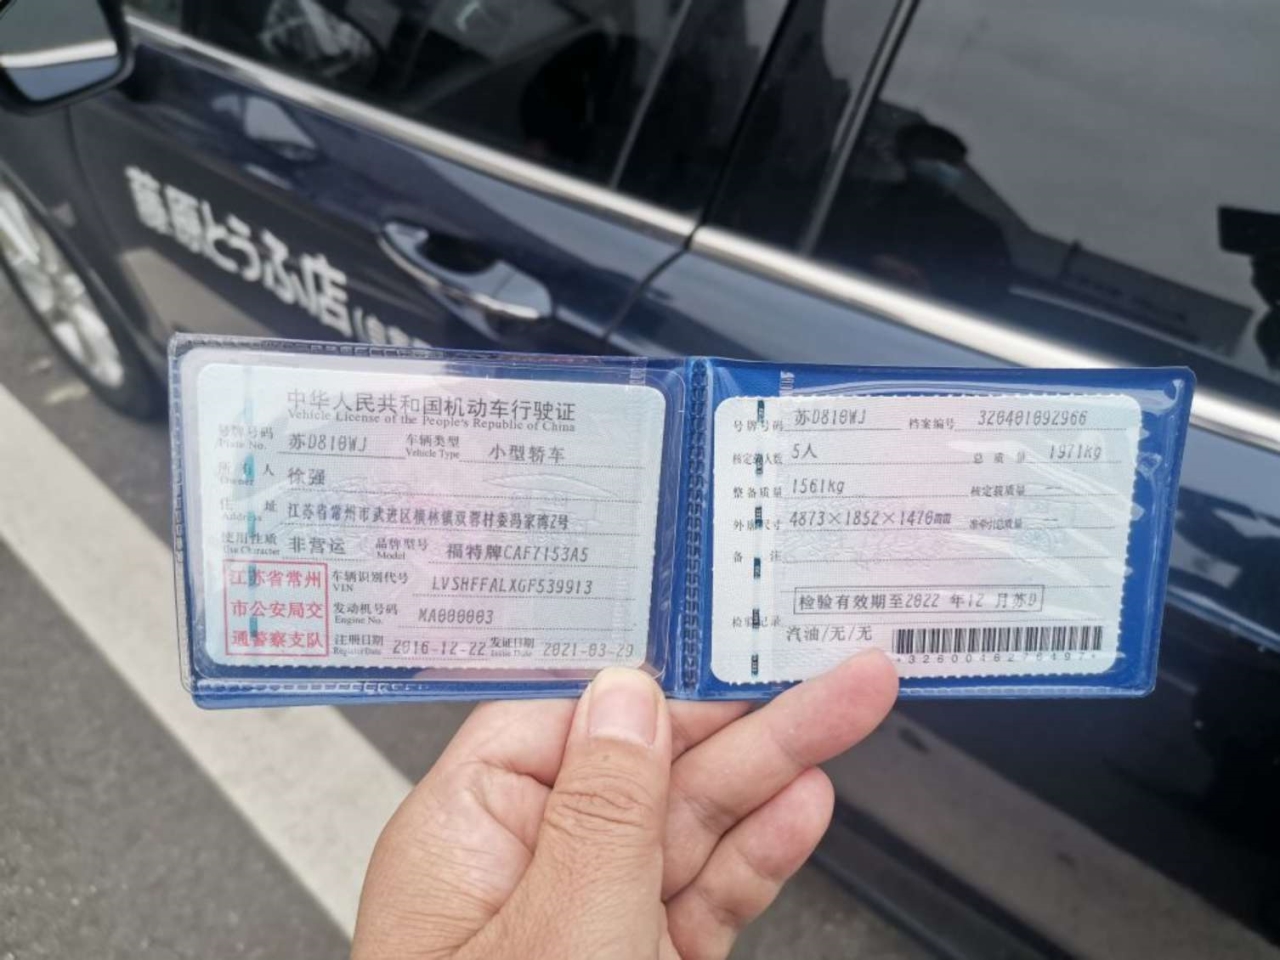 藤原とうふ店
中华人民共和国机动车行驶证
Vehicle License of the People's Republic of China
号牌号码 苏D810WJ 车辆类型 小型轿车
Plate No. Vehicle Type
所有人 徐强
Owner
住址 江苏省常州市武进区横林镇双蓉村委冯家塘2号
Address
使用性质 非营运 品牌型号 福特牌CAF7153A5
Use Character Model
江苏省常州
市公安局交
通警察支队
车辆识别代号 LVSHFFALXGF539913
VIN
发动机号码 MA000003
Engine No.
注册日期 2016-12-22 发证日期 2021-03-29
Register Date Issue Date
号牌号码 苏D810WJ 档案编号 320401092966
核定载人数 5人 总质量 1971kg
整备质量 1561kg 核定载质量
外廓尺寸 4873×1852×1476mm 准牵引总质量
备注
检验有效期至2022年12月苏D
检验记录
汽油/无/无